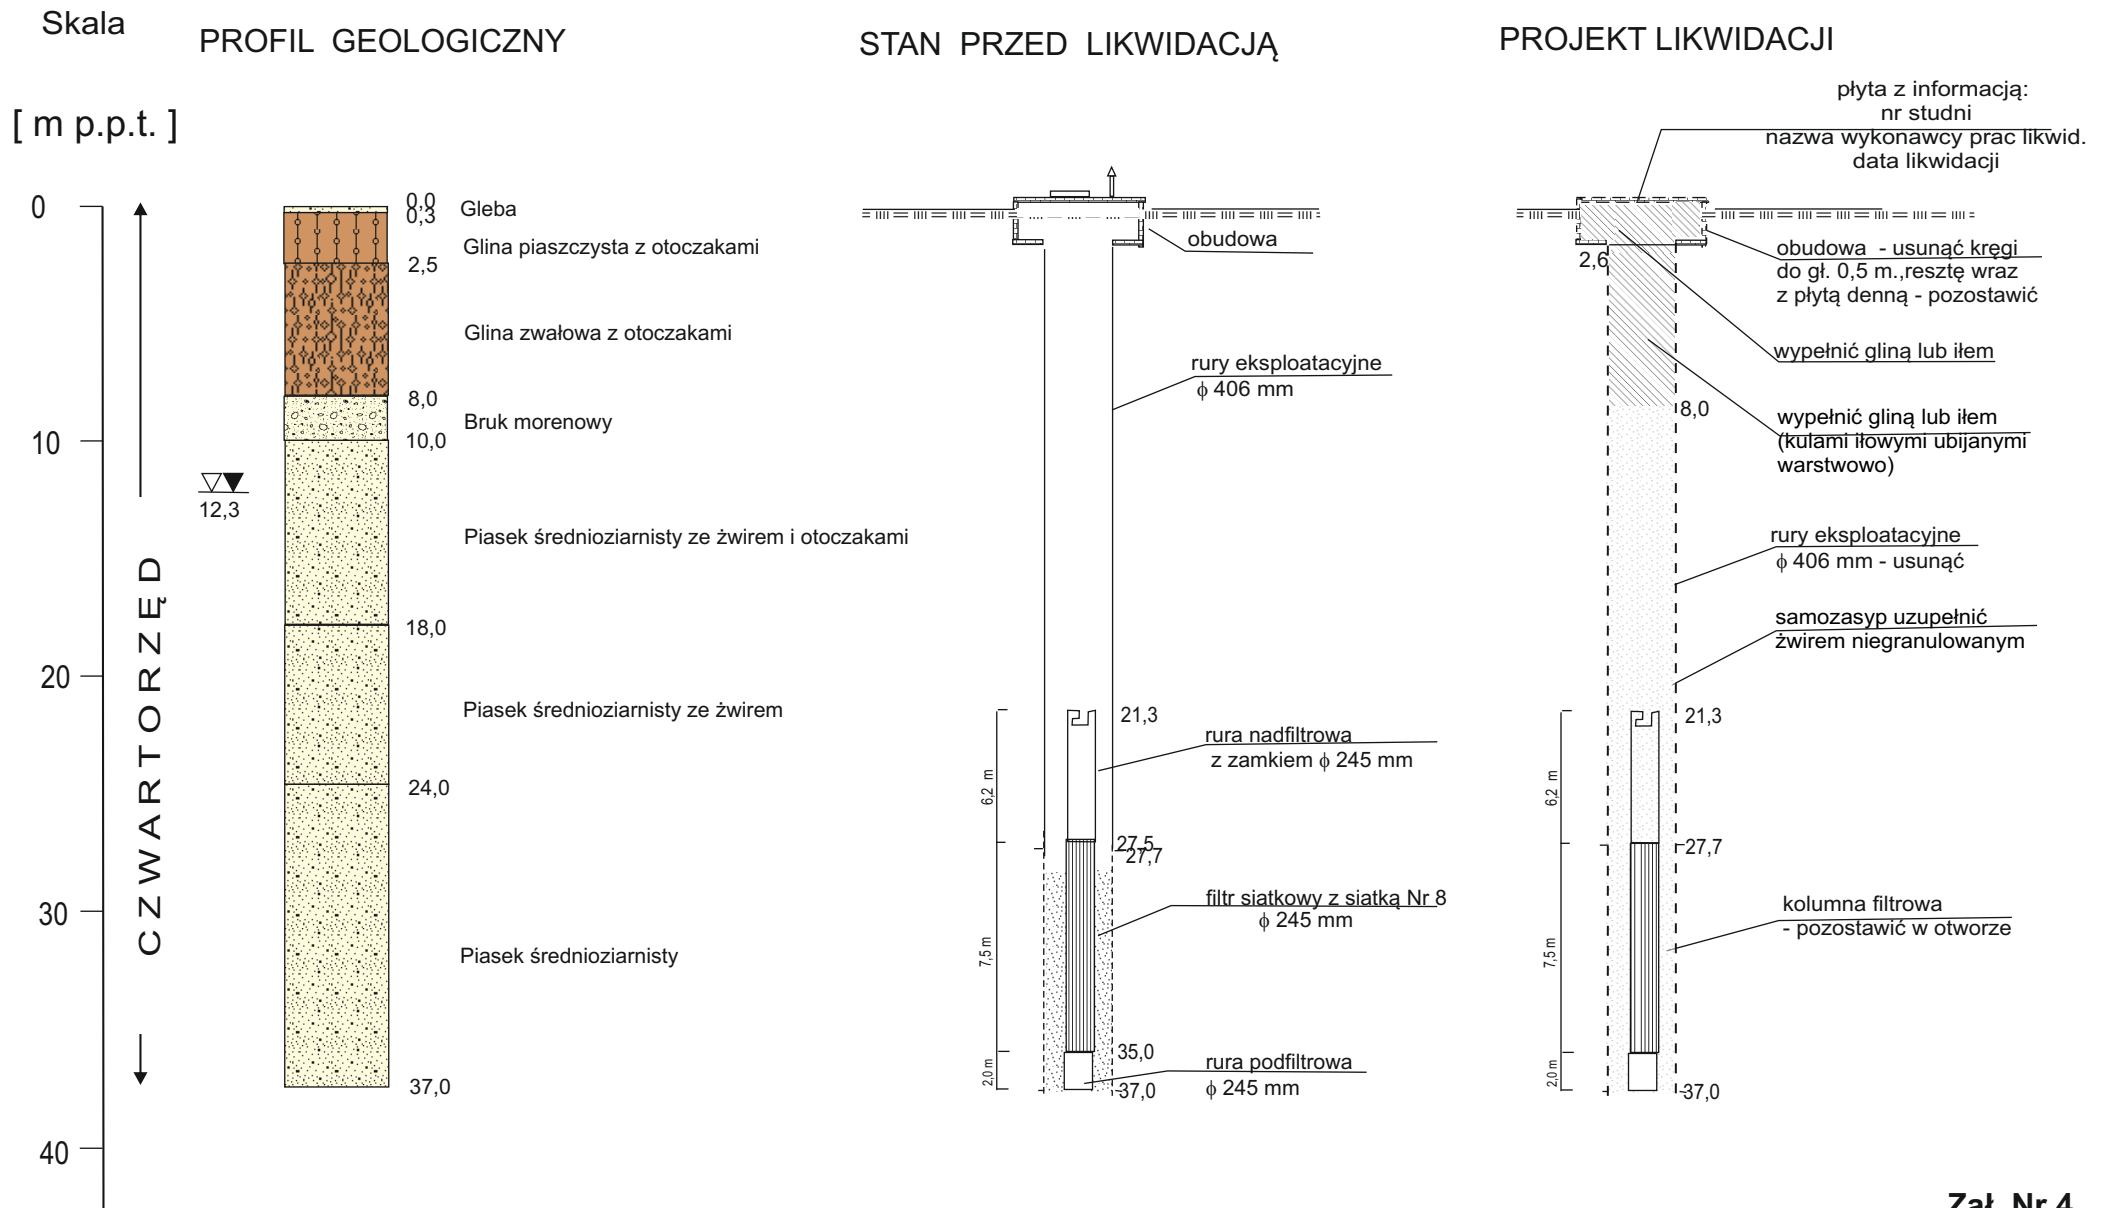 Skala
[ m p.p.t. ]
PROFIL GEOLOGICZNY
STAN PRZED LIKWIDACJĄ
PROJEKT LIKWIDACJI
0
10
20
30
40
CZWARTORZĘD
12,3
0,0
0,3
2,5
8,0
10,0
18,0
24,0
37,0
Gleba
Glina piaszczysta z otoczakami
Glina zwałowa z otoczakami
Bruk morenowy
Piasek średnioziarnisty ze żwirem i otoczakami
Piasek średnioziarnisty ze żwirem
Piasek średnioziarnisty
obudowa
rury eksploatacyjne
ϕ 406 mm
21,3
rura nadfiltrowa
z zamkiem ϕ 245 mm
6,2 m
27,5
27,7
filtr siatkowy z siatką Nr 8
ϕ 245 mm
7,5 m
35,0
rura podfiltrowa
ϕ 245 mm
2,0 m
37,0
płyta z informacją:
nr studni
nazwa wykonawcy prac likwid.
data likwidacji
2,6
obudowa - usunąć kręgi
do gł. 0,5 m.,resztę wraz
z płytą denną - pozostawić
wypełnić gliną lub iłem
8,0
wypełnić gliną lub iłem
(kulami iłowymi ubijanymi
warstwowo)
rury eksploatacyjne
ϕ 406 mm - usunąć
samozasyp uzupełnić
żwirem niegranulowanym
21,3
6,2 m
27,7
kolumna filtrowa
- pozostawić w otworze
7,5 m
2,0 m
37,0
Zał. Nr 4